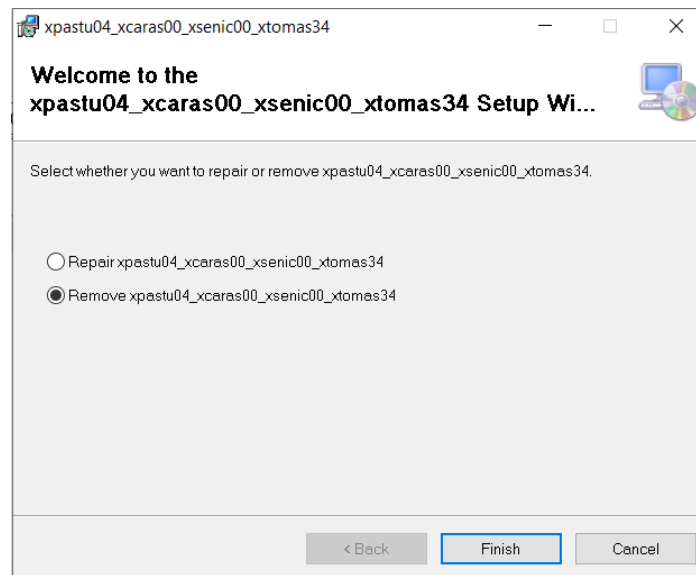 xpastu04_xcaras00_xsenic00_xtomas34
Welcome to the
xpastu04_xcaras00_xsenic00_xtomas34 Setup Wi...
Select whether you want to repair or remove xpastu04_xcaras00_xsenic00_xtomas34.
Repair xpastu04_xcaras00_xsenic00_xtomas34
Remove xpastu04_xcaras00_xsenic00_xtomas34
< Back Finish Cancel